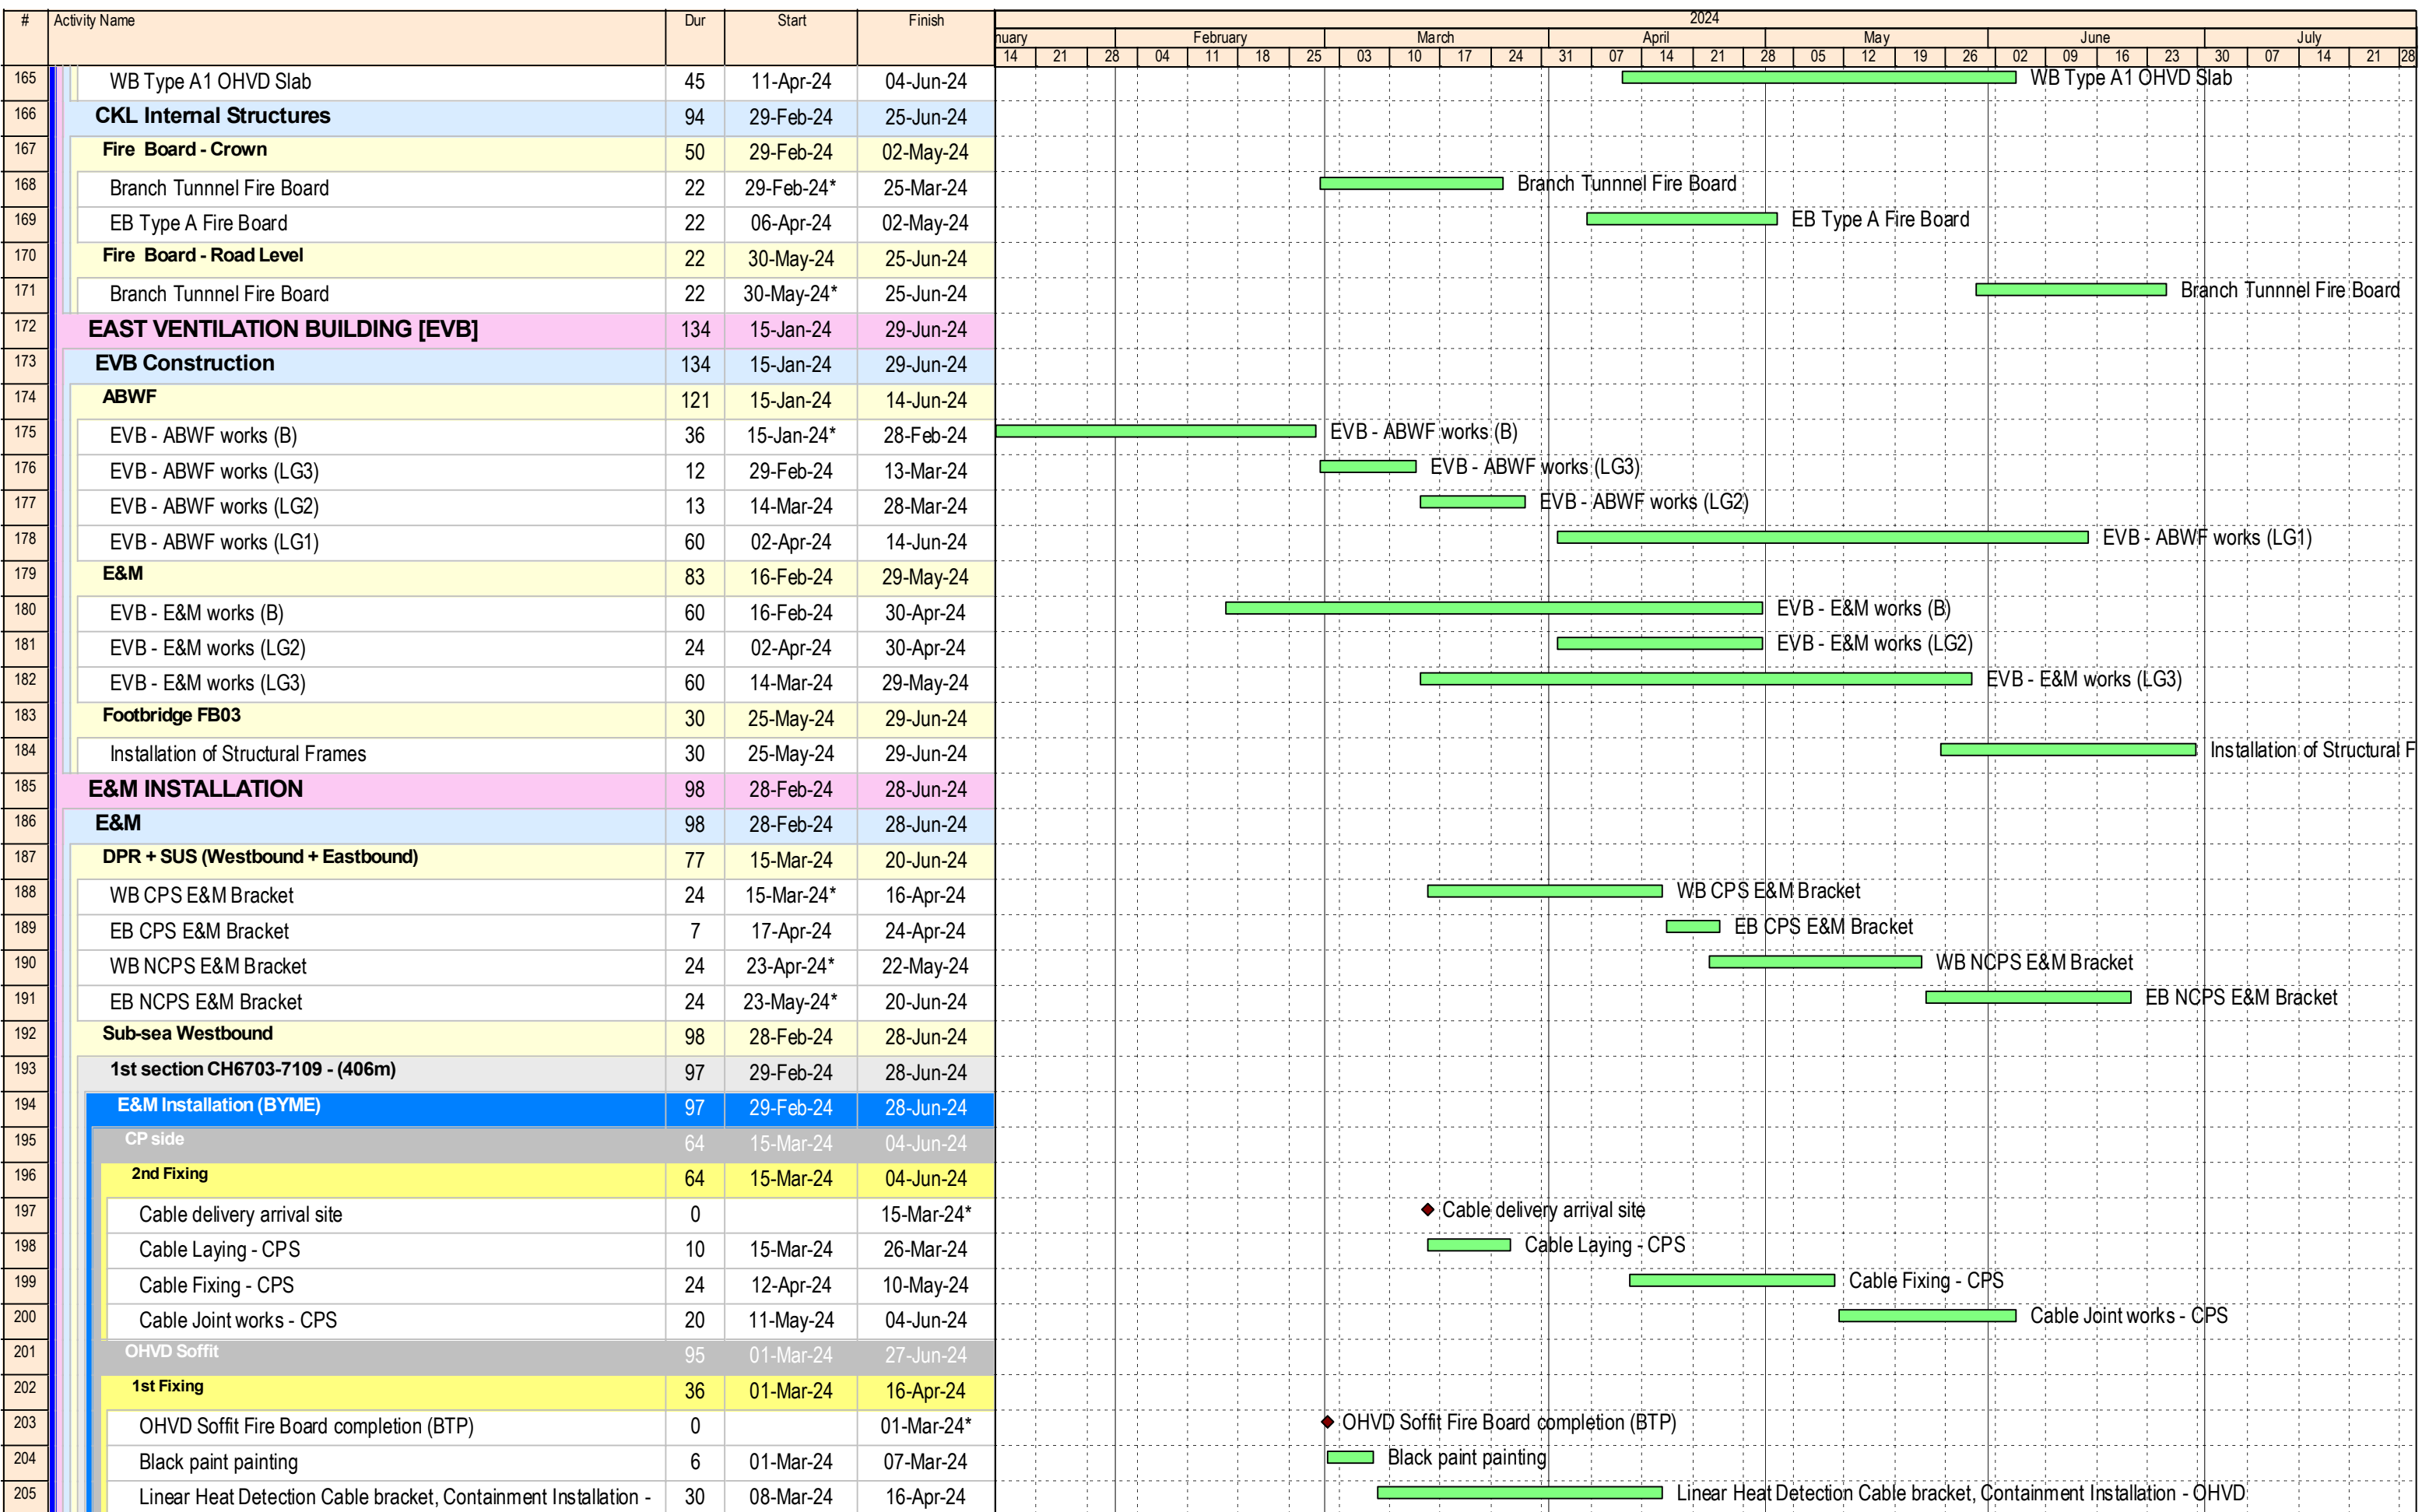 # Activity Name Dur Start Finish 2024
nuary February March April May June July
14 21 28 04 11 18 25 03 10 17 24 31 07 14 21 28 05 12 19 26 02 09 16 23 30 07 14 21 28
165 WB Type A1 OHVD Slab 45 11-Apr-24 04-Jun-24 WB Type A1 OHVD Slab
166 CKL Internal Structures 94 29-Feb-24 25-Jun-24
167 Fire Board - Crown 50 29-Feb-24 02-May-24
168 Branch Tunnnel Fire Board 22 29-Feb-24* 25-Mar-24 Branch Tunnnel Fire Board
169 EB Type A Fire Board 22 06-Apr-24 02-May-24 EB Type A Fire Board
170 Fire Board - Road Level 22 30-May-24 25-Jun-24
171 Branch Tunnnel Fire Board 22 30-May-24* 25-Jun-24 Branch Tunnnel Fire Board
172 EAST VENTILATION BUILDING [EVB] 134 15-Jan-24 29-Jun-24
173 EVB Construction 134 15-Jan-24 29-Jun-24
174 ABWF 121 15-Jan-24 14-Jun-24
175 EVB - ABWF works (B) 36 15-Jan-24* 28-Feb-24 EVB - ABWF works (B)
176 EVB - ABWF works (LG3) 12 29-Feb-24 13-Mar-24 EVB - ABWF works (LG3)
177 EVB - ABWF works (LG2) 13 14-Mar-24 28-Mar-24 EVB - ABWF works (LG2)
178 EVB - ABWF works (LG1) 60 02-Apr-24 14-Jun-24 EVB - ABWF works (LG1)
179 E&M 83 16-Feb-24 29-May-24
180 EVB - E&M works (B) 60 16-Feb-24 30-Apr-24 EVB - E&M works (B)
181 EVB - E&M works (LG2) 24 02-Apr-24 30-Apr-24 EVB - E&M works (LG2)
182 EVB - E&M works (LG3) 60 14-Mar-24 29-May-24 EVB - E&M works (LG3)
183 Footbridge FB03 30 25-May-24 29-Jun-24
184 Installation of Structural Frames 30 25-May-24 29-Jun-24 Installation of Structural F
185 E&M INSTALLATION 98 28-Feb-24 28-Jun-24
186 E&M 98 28-Feb-24 28-Jun-24
187 DPR + SUS (Westbound + Eastbound) 77 15-Mar-24 20-Jun-24
188 WB CPS E&M Bracket 24 15-Mar-24* 16-Apr-24 WB CPS E&M Bracket
189 EB CPS E&M Bracket 7 17-Apr-24 24-Apr-24 EB CPS E&M Bracket
190 WB NCPS E&M Bracket 24 23-Apr-24* 22-May-24 WB NCPS E&M Bracket
191 EB NCPS E&M Bracket 24 23-May-24* 20-Jun-24 EB NCPS E&M Bracket
192 Sub-sea Westbound 98 28-Feb-24 28-Jun-24
193 1st section CH6703-7109 - (406m) 97 29-Feb-24 28-Jun-24
194 E&M Installation (BYME) 97 29-Feb-24 28-Jun-24
195 CP side 64 15-Mar-24 04-Jun-24
196 2nd Fixing 64 15-Mar-24 04-Jun-24
197 Cable delivery arrival site 0 15-Mar-24* Cable delivery arrival site
198 Cable Laying - CPS 10 15-Mar-24 26-Mar-24 Cable Laying - CPS
199 Cable Fixing - CPS 24 12-Apr-24 10-May-24 Cable Fixing - CPS
200 Cable Joint works - CPS 20 11-May-24 04-Jun-24 Cable Joint works - CPS
201 OHVD Soffit 95 01-Mar-24 27-Jun-24
202 1st Fixing 36 01-Mar-24 16-Apr-24
203 OHVD Soffit Fire Board completion (BTP) 0 01-Mar-24* OHVD Soffit Fire Board completion (BTP)
204 Black paint painting 6 01-Mar-24 07-Mar-24 Black paint painting
205 Linear Heat Detection Cable bracket, Containment Installation - 30 08-Mar-24 16-Apr-24 Linear Heat Detection Cable bracket, Containment Installation - OHVD